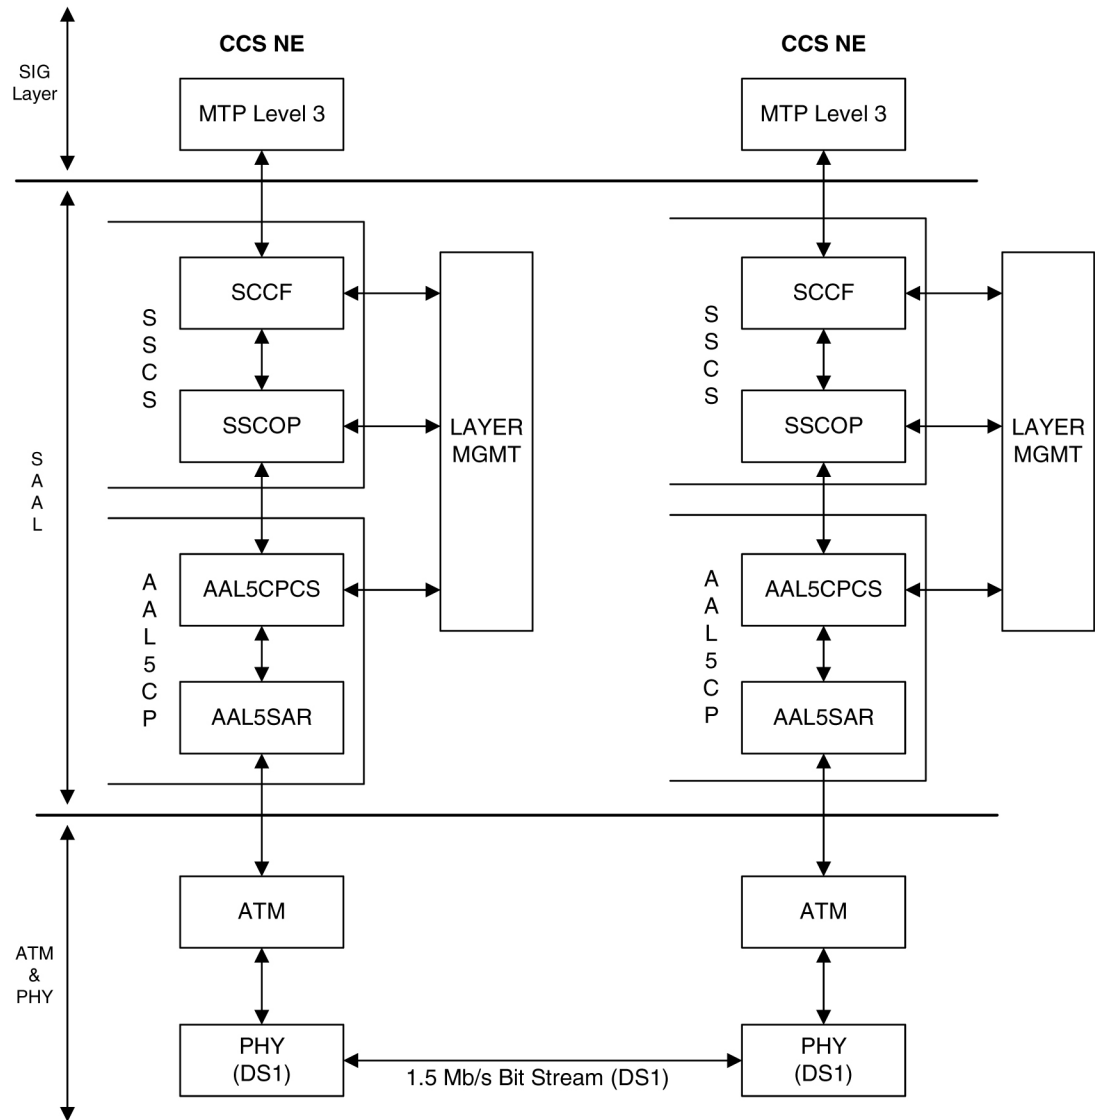 CCS NE
CCS NE
SIG
Layer
MTP Level 3
MTP Level 3
SCCF
SCCF
S
S
C
S
S
S
C
S
SSCOP
SSCOP
LAYER
MGMT
LAYER
MGMT
S
A
A
L
AAL5CPCS
AAL5CPCS
A
A
L
5
C
P
A
A
L
5
C
P
AAL5SAR
AAL5SAR
ATM
ATM
ATM
&
PHY
PHY
(DS1)
PHY
(DS1)
1.5 Mb/s Bit Stream (DS1)